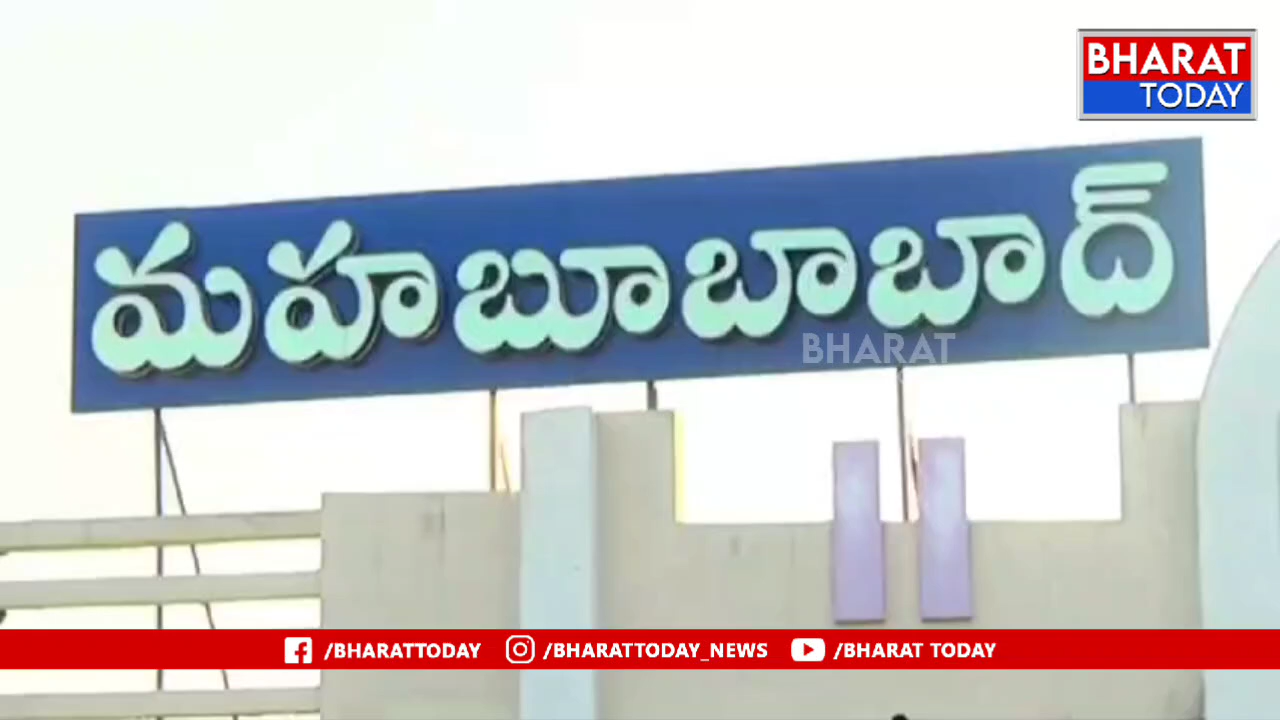 BHARAT
TODAY
మహబూబాబాద్
BHARAT
/BHARATTODAY /BHARATTODAY_NEWS /BHARAT TODAY